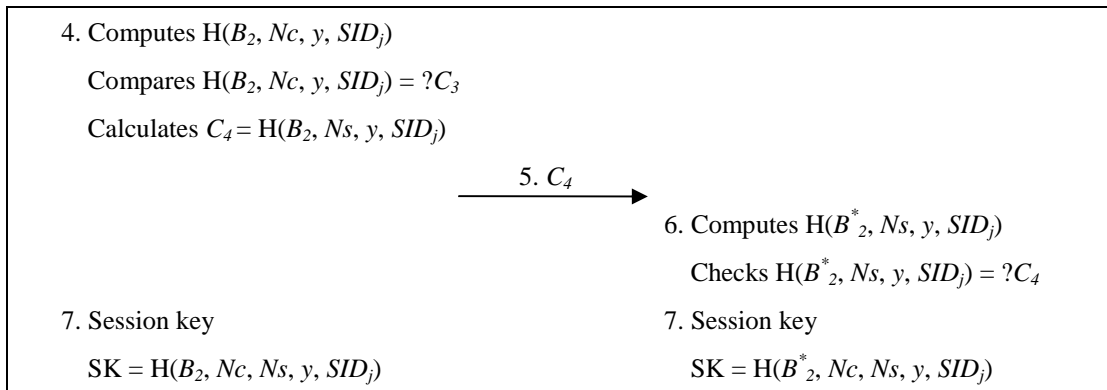 4. Computes H(B₂, Nc, y, SIDⱼ)
Compares H(B₂, Nc, y, SIDⱼ) = ?C₃
Calculates C₄ = H(B₂, Ns, y, SIDⱼ)
5. C₄
6. Computes H(B*₂, Ns, y, SIDⱼ)
Checks H(B*₂, Ns, y, SIDⱼ) = ?C₄
7. Session key 7. Session key
SK = H(B₂, Nc, Ns, y, SIDⱼ) SK = H(B*₂, Nc, Ns, y, SIDⱼ)